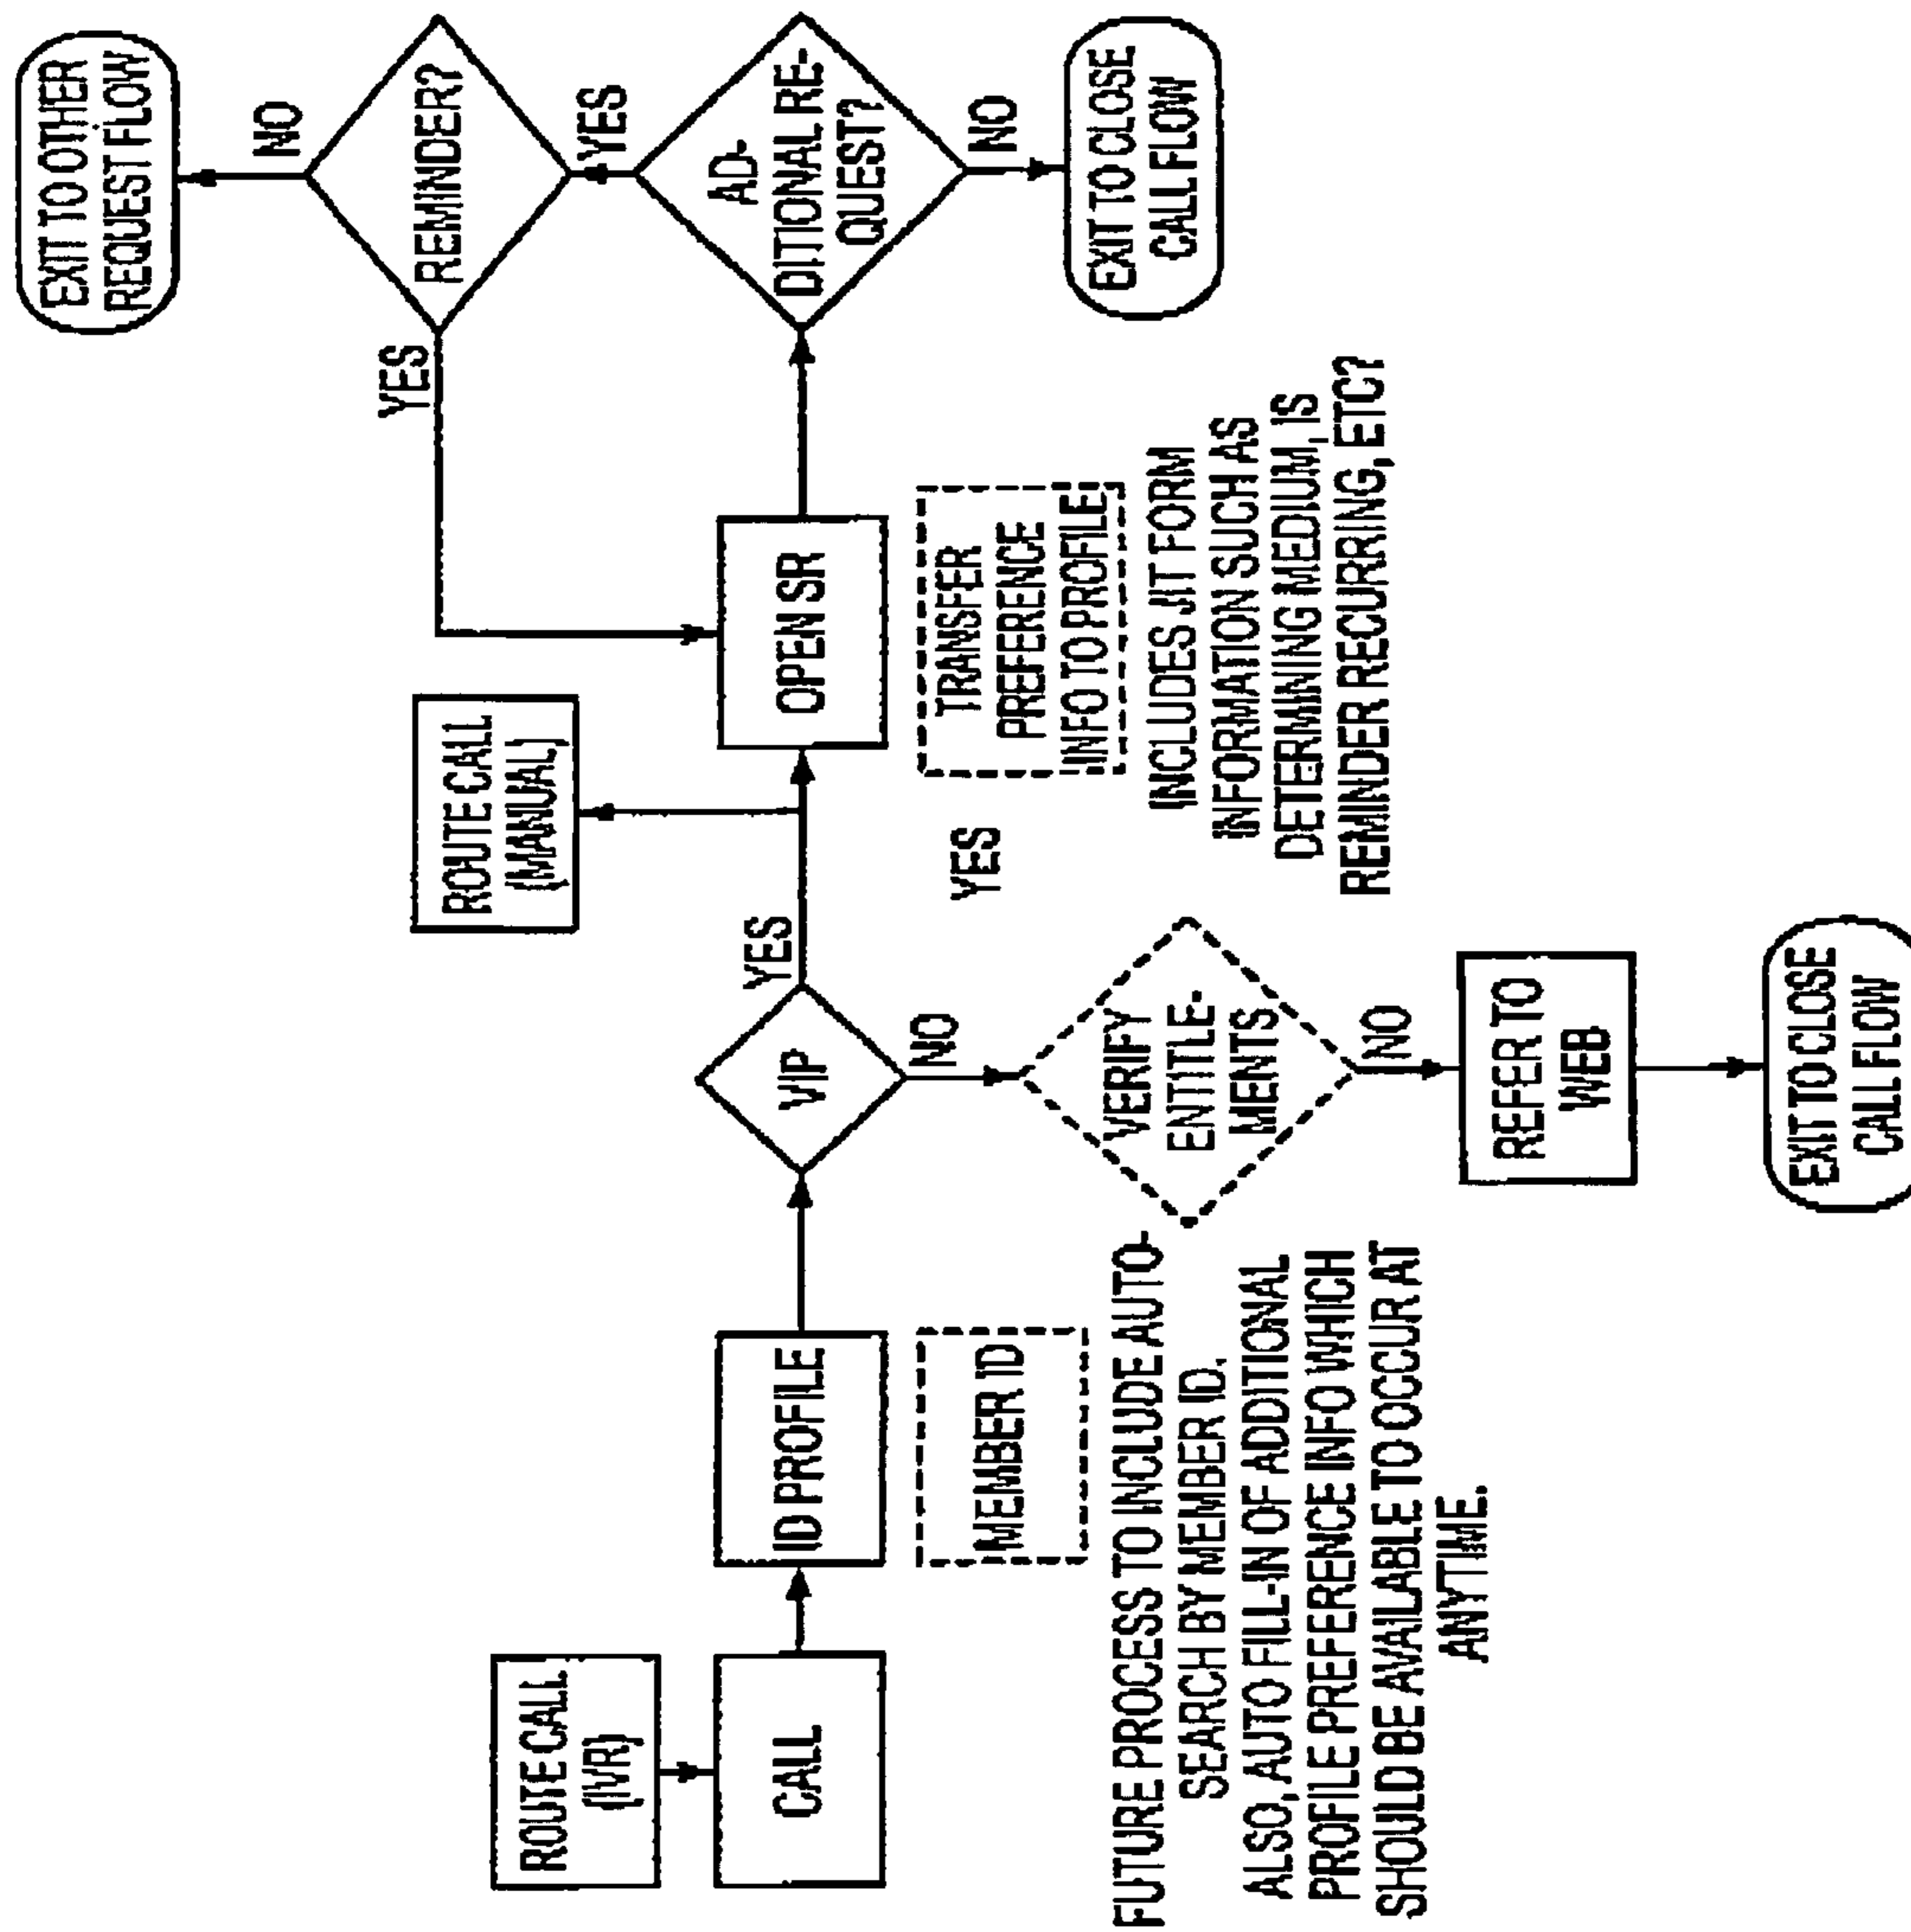 ROUTE CALL
(IVR)
CALL
ID PROFILE
MEMBER ID
FUTURE PROCESS TO INCLUDE AUTO-
SEARCH BY MEMBER ID.
ALSO, AUTO FILL-IN OF ADDITIONAL
PROFILE PREFERENCE INFO WHICH
SHOULD BE AVAILABLE TO OCCUR AT
ANYTIME.
VIP
YES
NO
VERIFY
ENTITLE-
MENTS
YES
NO
REFER TO
WEB
EXIT TO CLOSE
CALL FLOW
ROUTE CALL
(MANUAL)
OPEN SR
TRANSFER
PREFERENCE
INFO TO PROFILE
INCLUDES JIT FORM
INFORMATION SUCH AS
DETERMINING MEDIUM, IS
REMINDER RECURRING, ETC?
YES
EXIT TO OTHER
REQUEST FLOW
NO
REMINDER?
YES
AD-
DITIONAL RE-
QUEST?
NO
EXIT TO CLOSE
CALL FLOW